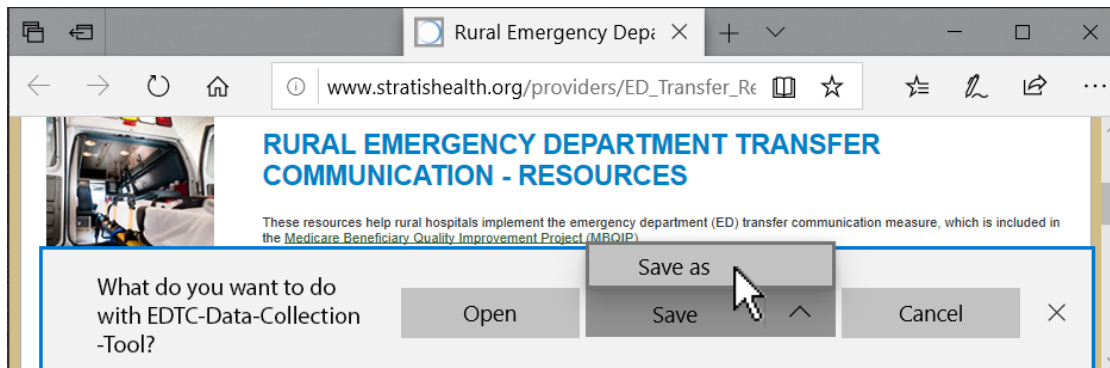 Rural Emergency Depa
www.stratishealth.org/providers/ED_Transfer_Re
RURAL EMERGENCY DEPARTMENT TRANSFER
COMMUNICATION - RESOURCES
These resources help rural hospitals implement the emergency department (ED) transfer communication measure, which is included in
the Medicare Beneficiary Quality Improvement Project (MBQIP)
Save as
What do you want to do
with EDTC-Data-Collection
-Tool?
Open
Save
Cancel